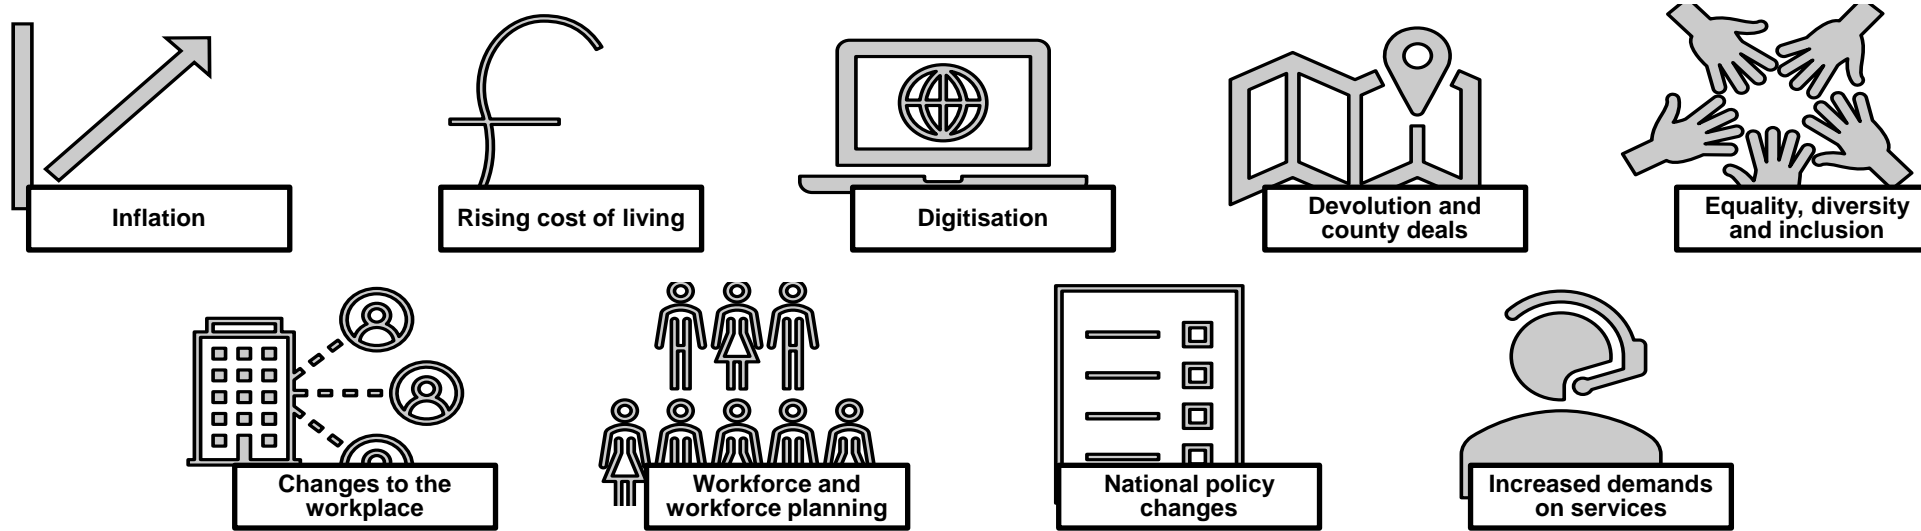 Inflation
Rising cost of living
Digitisation
Devolution and
county deals
Equality, diversity
and inclusion
Changes to the
workplace
Workforce and
workforce planning
National policy
changes
Increased demands
on services